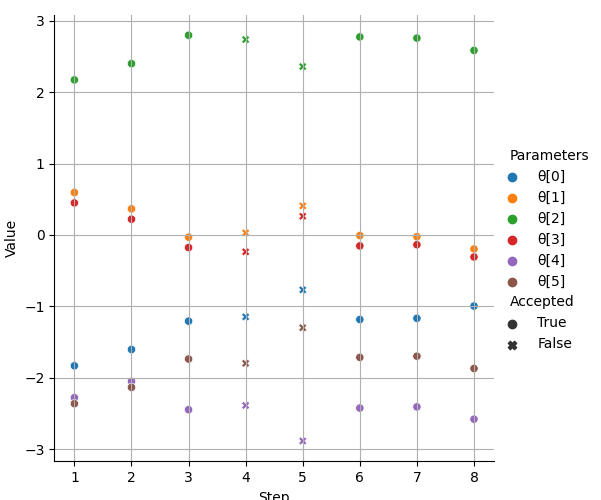 3
2
1
0
−1
−2
−3
Value
1 2 3 4 5 6 7 8
Step
Parameters
θ[0]
θ[1]
θ[2]
θ[3]
θ[4]
θ[5]
Accepted
True
False